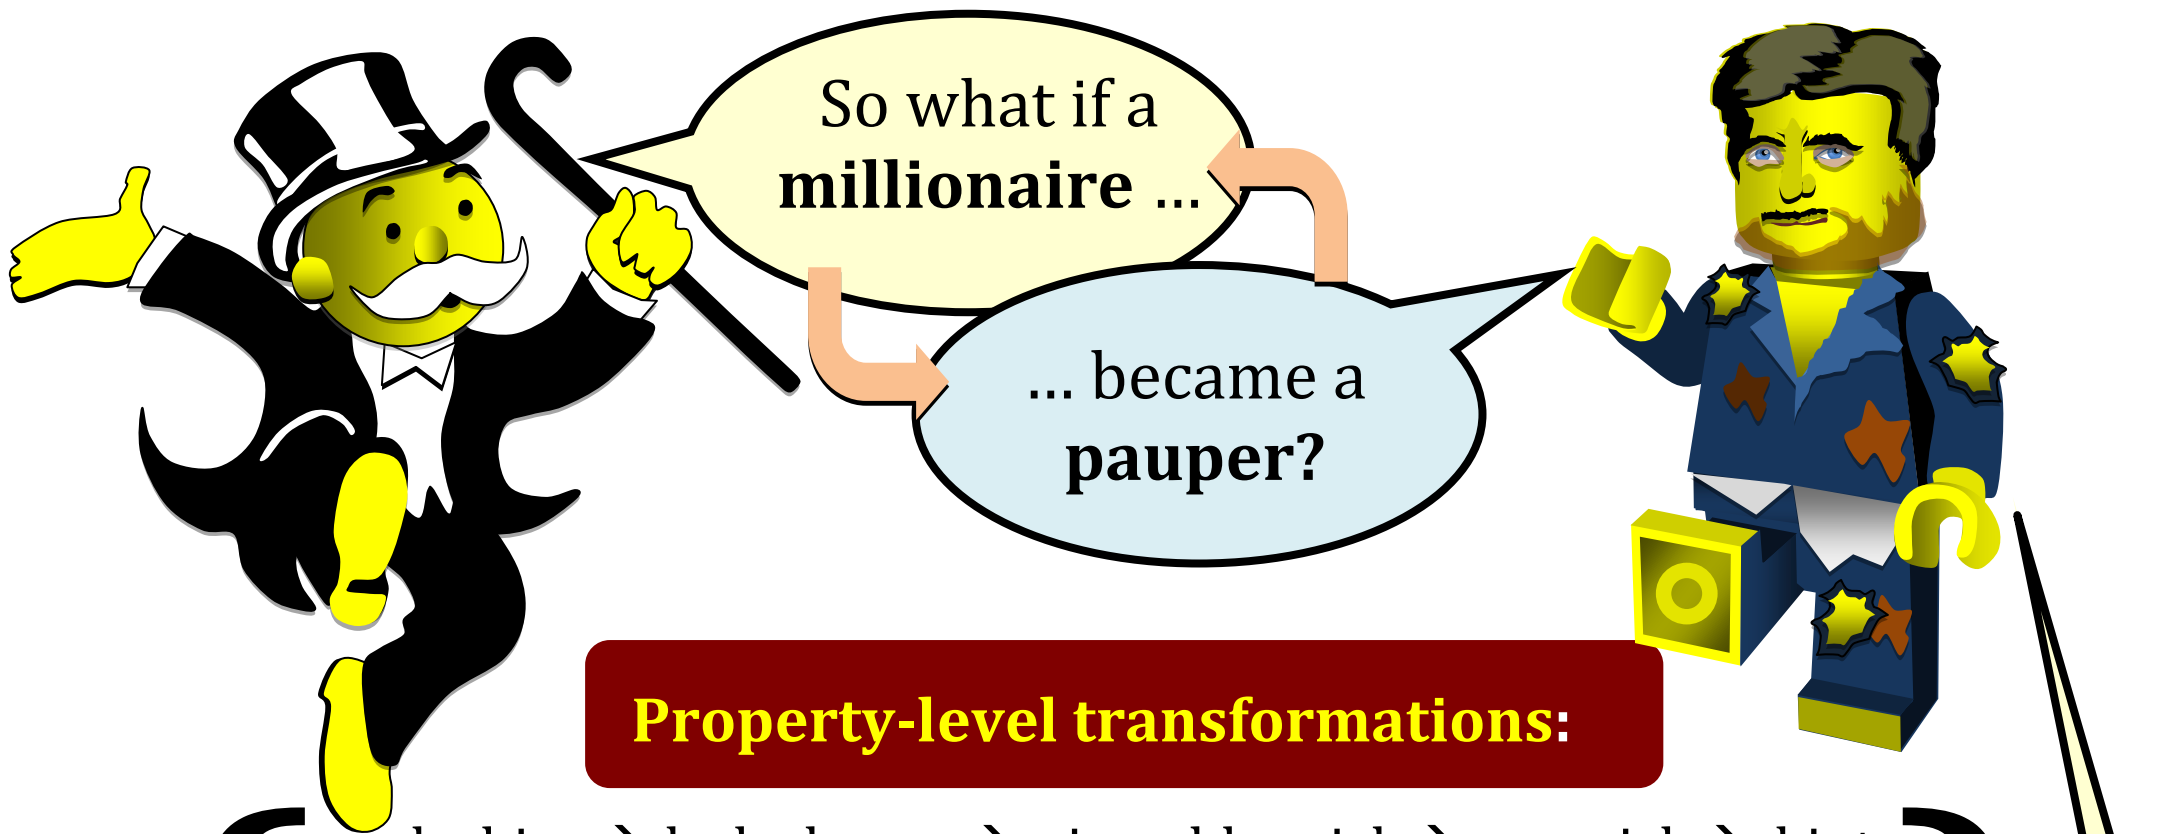 So what if a
millionaire ...
... became a
pauper?
Property-level transformations: